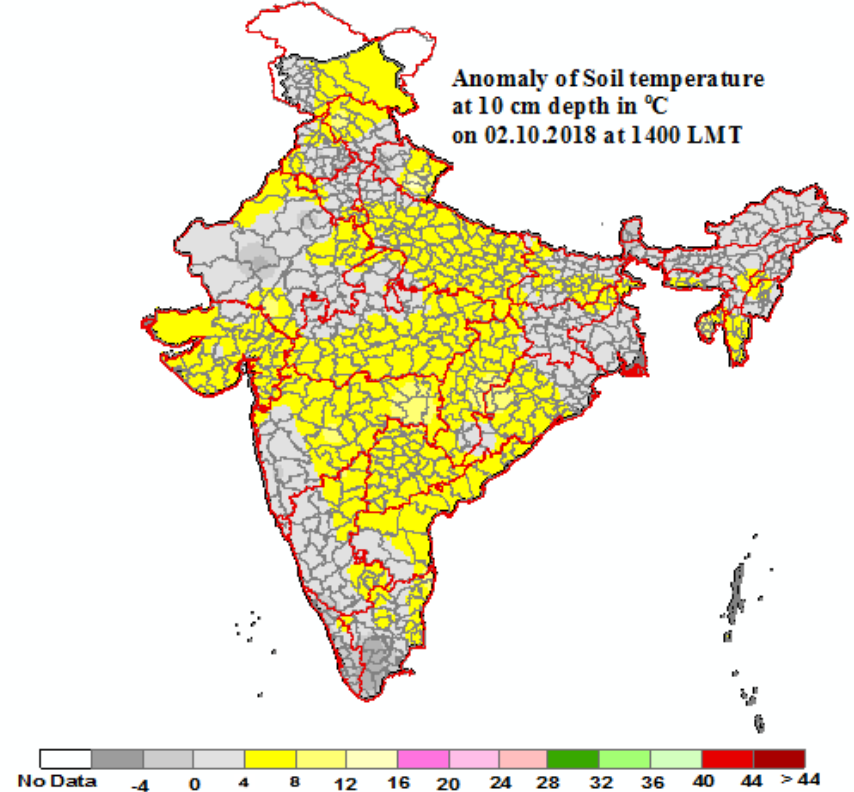 Anomaly of Soil temperature
at 10 cm depth in °C
on 02.10.2018 at 1400 LMT
No Data -4 0 4 8 12 16 20 24 28 32 36 40 44 > 44